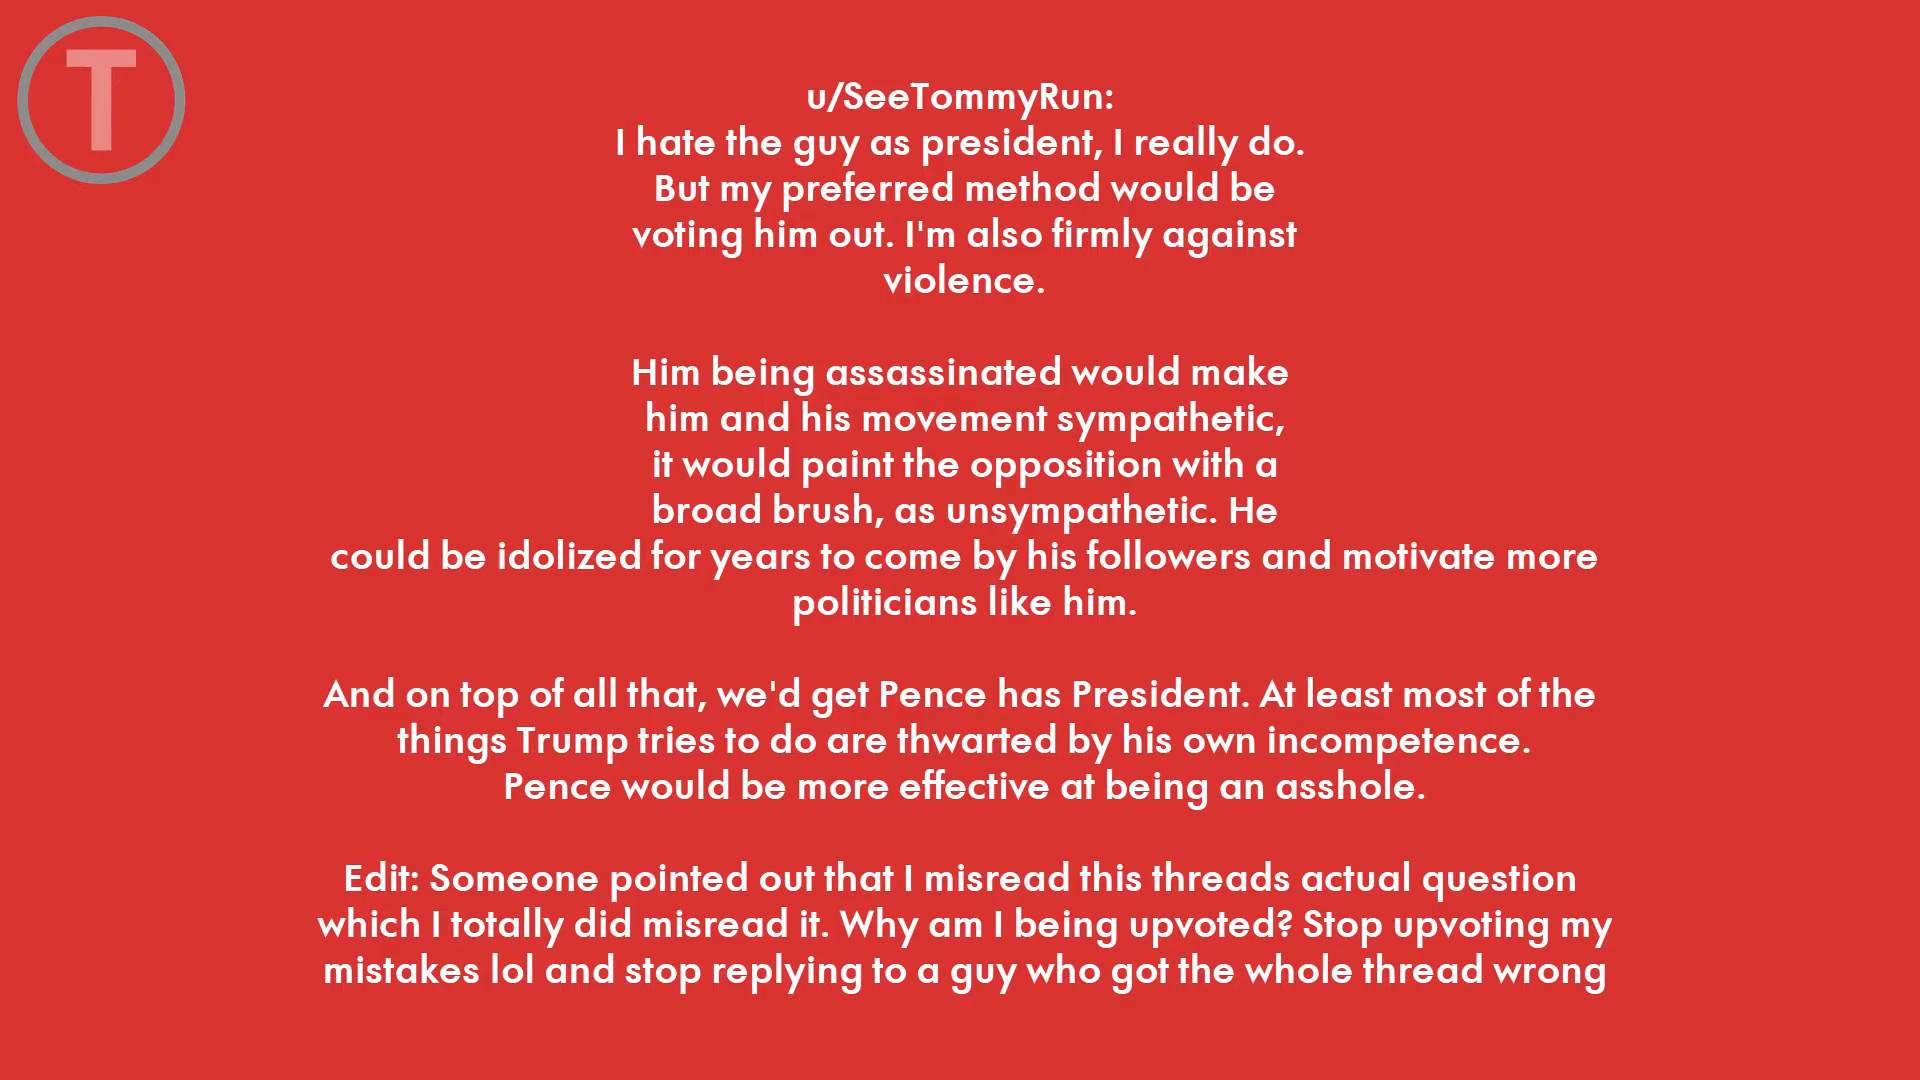 T
u/SeeTommyRun:
I hate the guy as president, I really do.
But my preferred method would be
voting him out. I'm also firmly against
violence.
Him being assassinated would make
him and his movement sympathetic,
it would paint the opposition with a
broad brush, as unsympathetic. He
could be idolized for years to come by his followers and motivate more
politicians like him.
And on top of all that, we'd get Pence has President. At least most of the
things Trump tries to do are thwarted by his own incompetence.
Pence would be more effective at being an asshole.
Edit: Someone pointed out that I misread this threads actual question
which I totally did misread it. Why am I being upvoted? Stop upvoting my
mistakes lol and stop replying to a guy who got the whole thread wrong